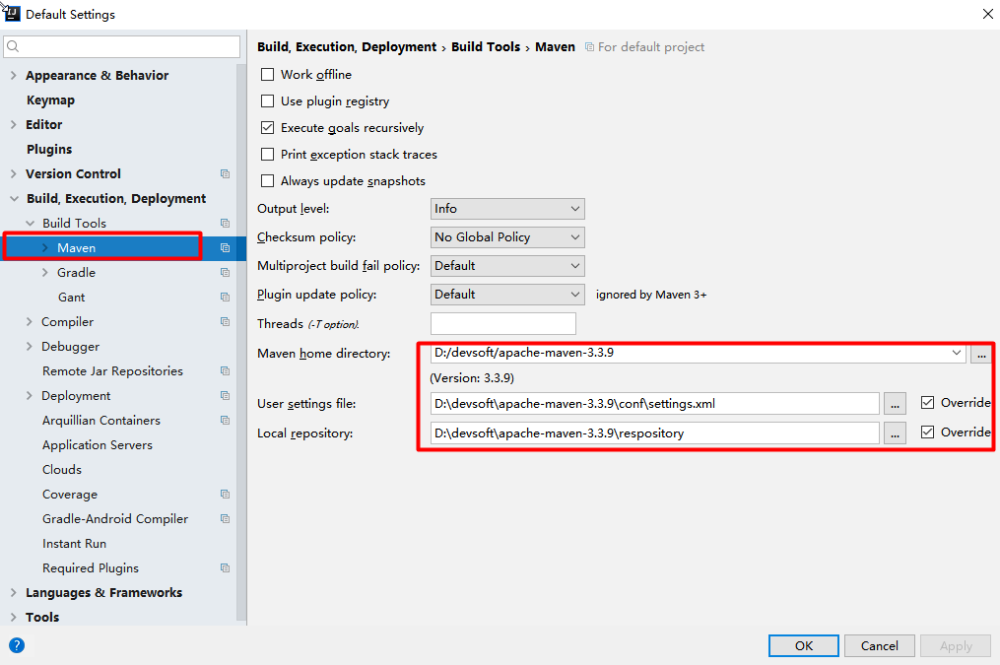 Default Settings
Appearance & Behavior
Keymap
Editor
Plugins
Version Control
Build, Execution, Deployment
Build Tools
Maven
Gradle
Gant
Compiler
Debugger
Remote Jar Repositories
Deployment
Arquillian Containers
Application Servers
Clouds
Coverage
Gradle-Android Compiler
Instant Run
Required Plugins
Languages & Frameworks
Tools
Build, Execution, Deployment › Build Tools › Maven For default project
Work offline
Use plugin registry
Execute goals recursively
Print exception stack traces
Always update snapshots
Output level: Info
Checksum policy: No Global Policy
Multiproject build fail policy: Default
Plugin update policy: Default ignored by Maven 3+
Threads (-T option).
Maven home directory: D:/devsoft/apache-maven-3.3.9 ...
(Version: 3.3.9)
User settings file: D:\devsoft\apache-maven-3.3.9\conf\settings.xml ... Override
Local repository: D:\devsoft\apache-maven-3.3.9\respository ... Override
? OK Cancel Apply